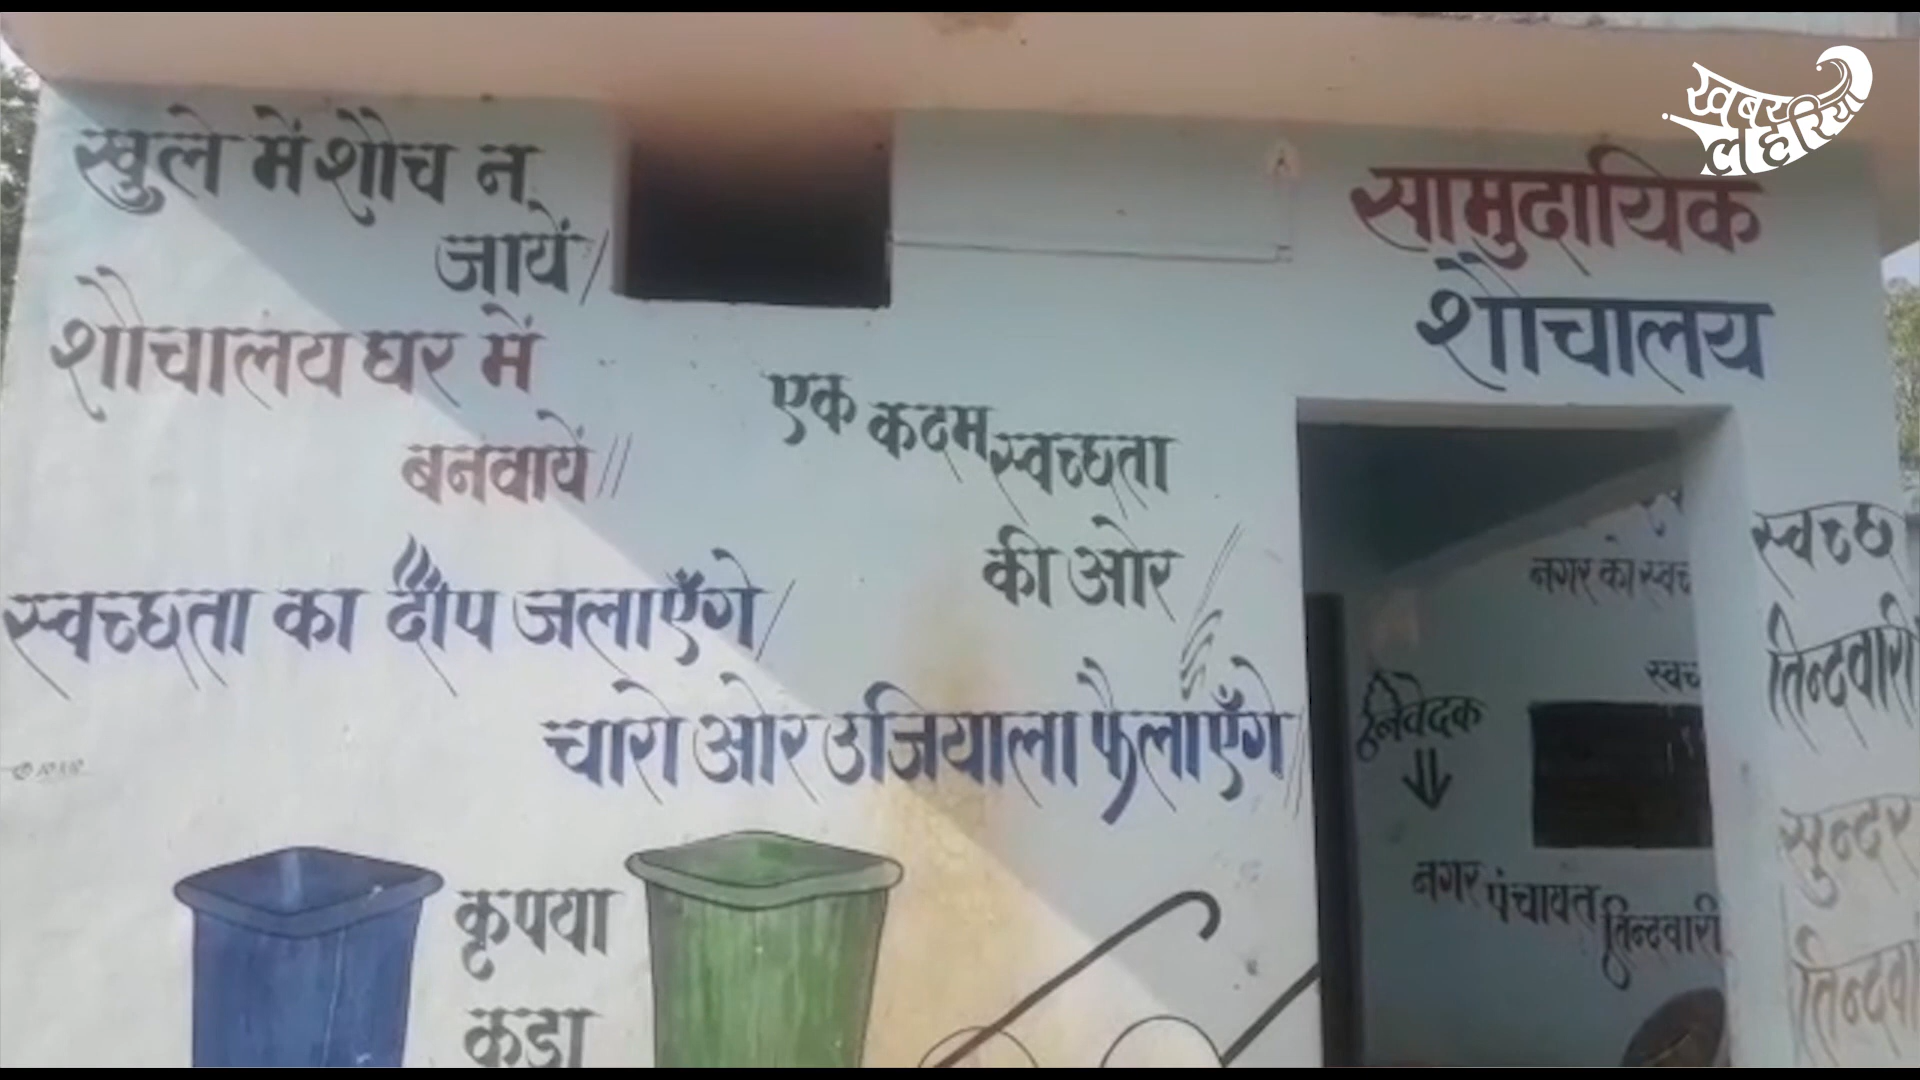 खबर
लहरिया
खुले में शौच न
जायें/
शौचालय घर में
बनवायें//
एक कदम स्वच्छता
की ओर
स्वच्छता का दीप जलाएँगे/
चारो ओर उजियाला फैलाएँगे//
कृपया
कूडा
सामुदायिक
शौचालय
नगर को स्वच
स्वच
निवेदक
नगर पंचायत तिन्दवारी
स्वच्छ
तिन्दवारी
सुन्दर
तिन्दवा